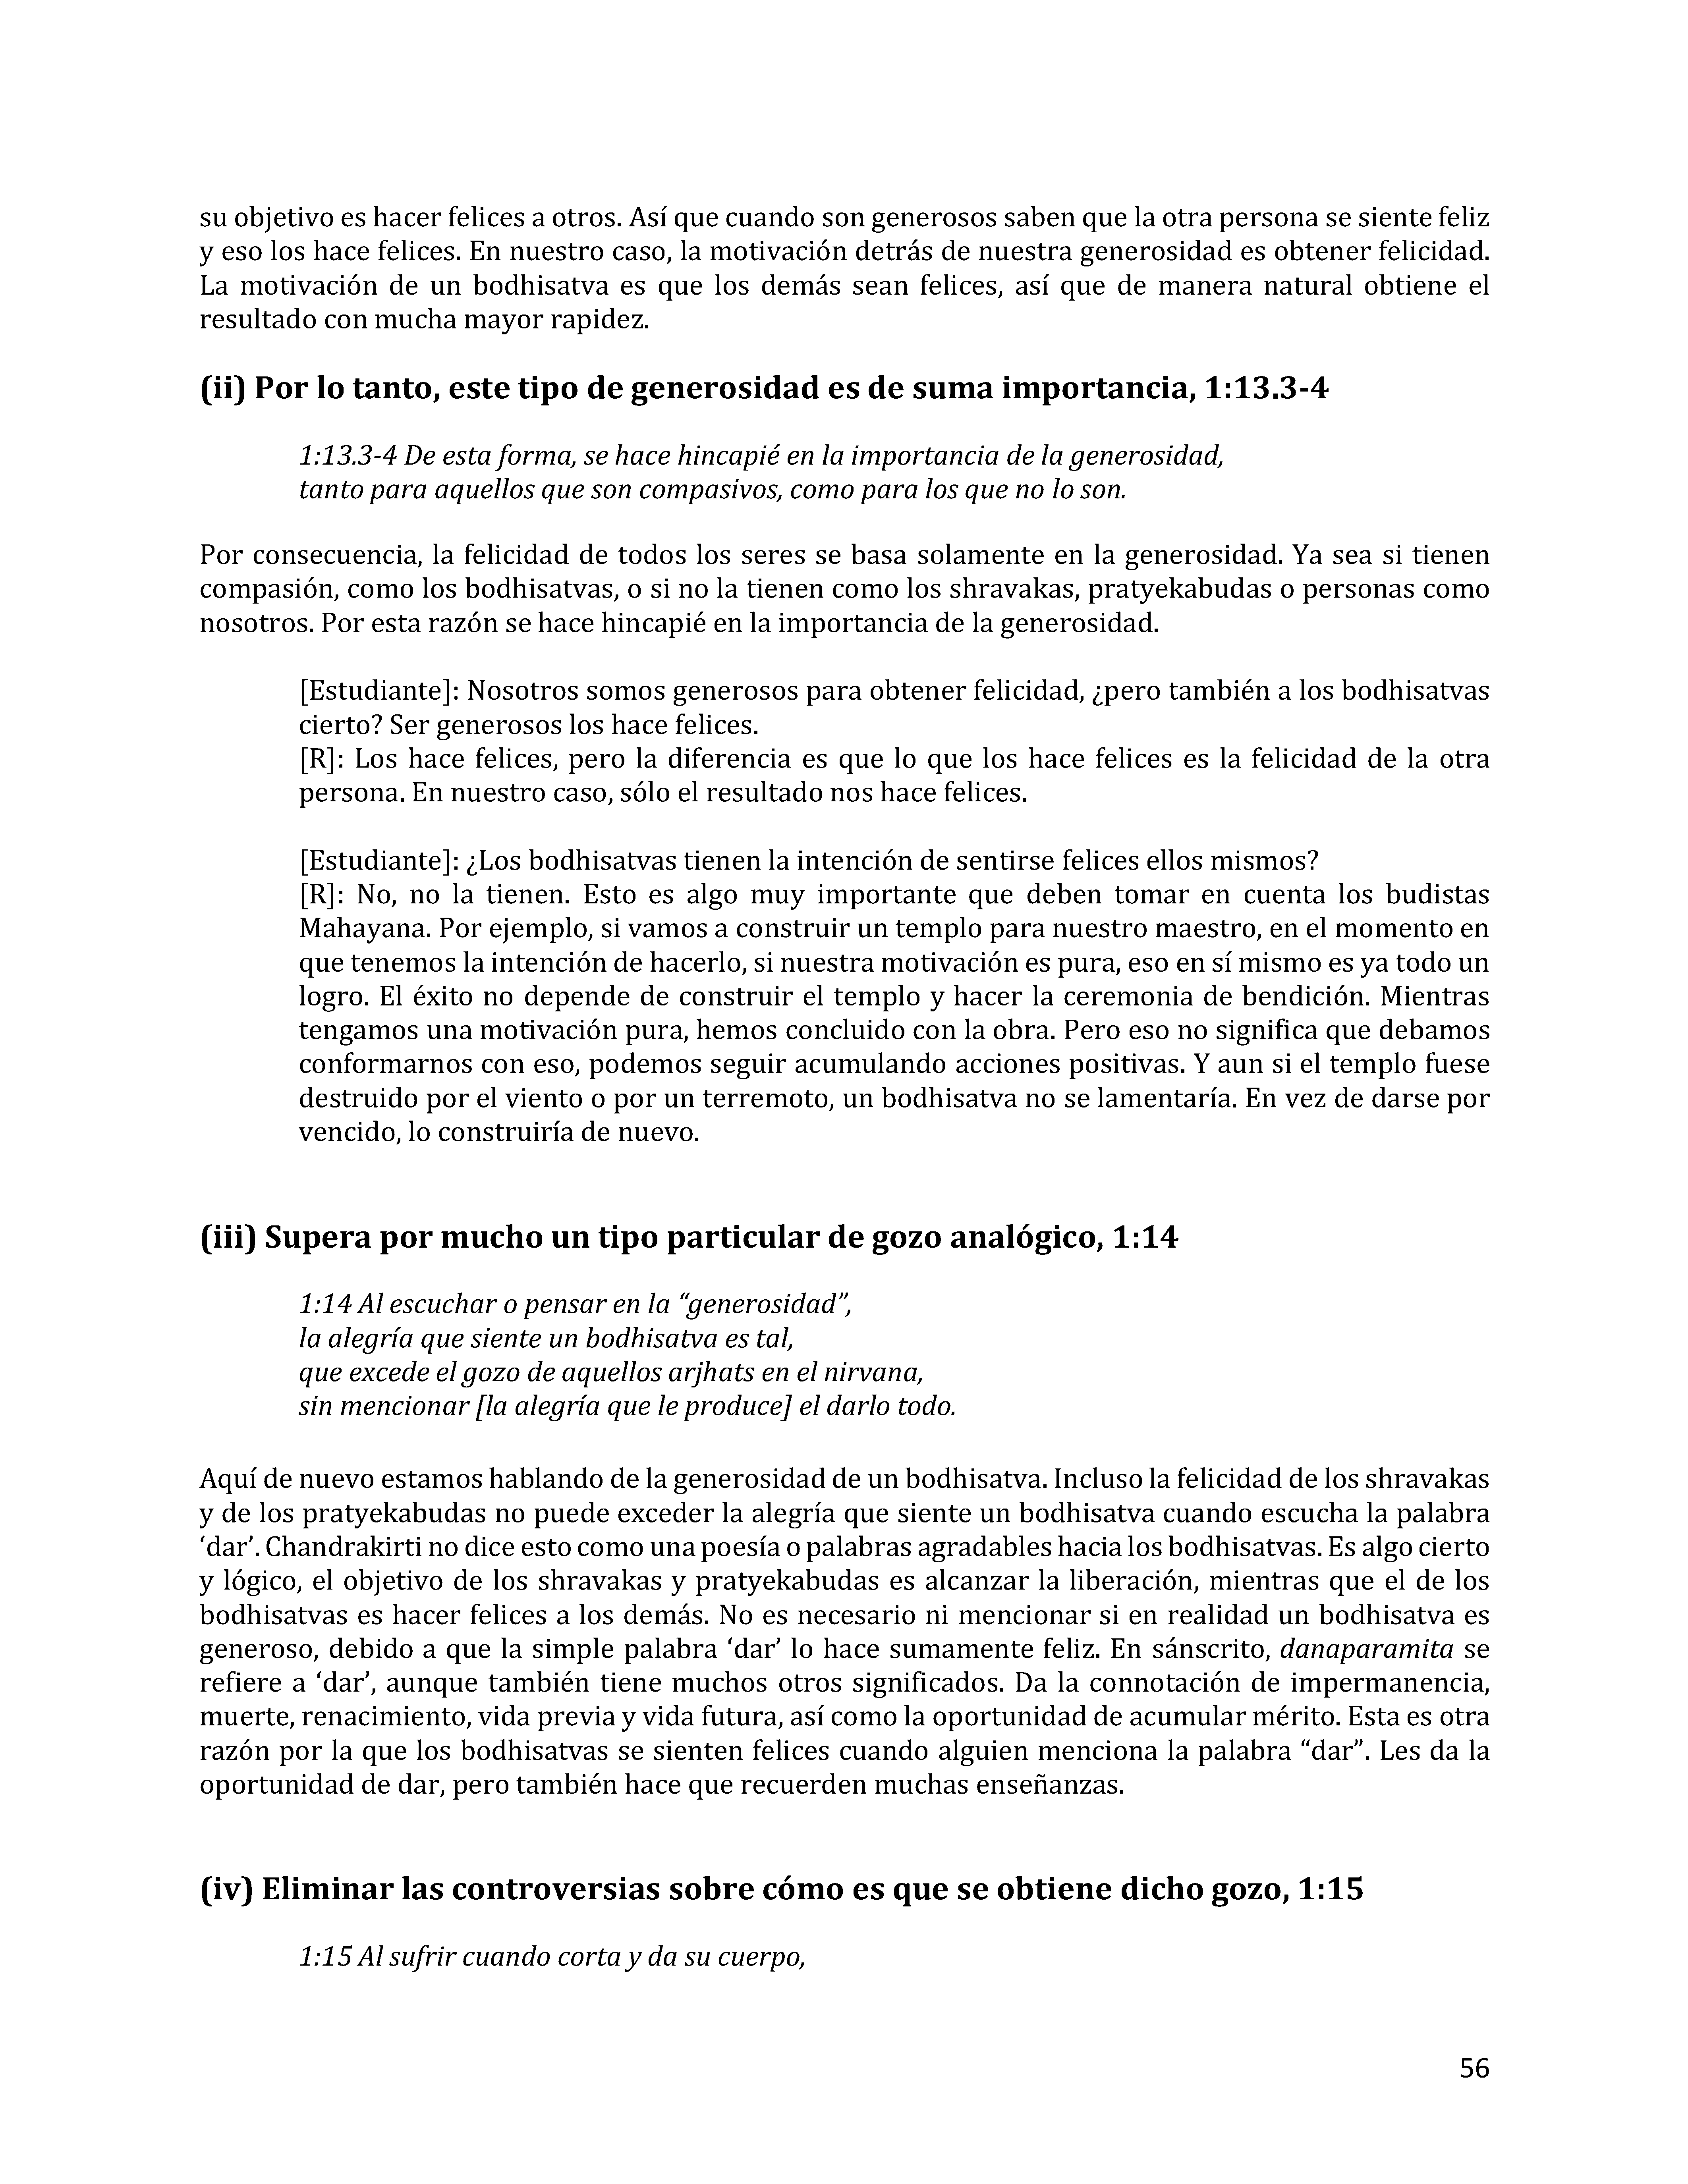 su objetivo es hacer felices a otros. Así que cuando son generosos saben que la otra persona se siente feliz
y eso los hace felices. En nuestro caso, la motivación detrás de nuestra generosidad es obtener felicidad.
La motivación de un bodhisatva es que los demás sean felices, así que de manera natural obtiene el
resultado con mucha mayor rapidez.
(ii) Por lo tanto, este tipo de generosidad es de suma importancia, 1:13.3-4
1:13.3-4 De esta forma, se hace hincapié en la importancia de la generosidad,
tanto para aquellos que son compasivos, como para los que no lo son.
Por consecuencia, la felicidad de todos los seres se basa solamente en la generosidad. Ya sea si tienen
compasión, como los bodhisatvas, o si no la tienen como los shravakas, pratyekabudas o personas como
nosotros. Por esta razón se hace hincapié en la importancia de la generosidad.
[Estudiante]: Nosotros somos generosos para obtener felicidad, ¿pero también a los bodhisatvas
cierto? Ser generosos los hace felices.
[R]: Los hace felices, pero la diferencia es que lo que los hace felices es la felicidad de la otra
persona. En nuestro caso, sólo el resultado nos hace felices.
[Estudiante]: ¿Los bodhisatvas tienen la intención de sentirse felices ellos mismos?
[R]: No, no la tienen. Esto es algo muy importante que deben tomar en cuenta los budistas
Mahayana. Por ejemplo, si vamos a construir un templo para nuestro maestro, en el momento en
que tenemos la intención de hacerlo, si nuestra motivación es pura, eso en sí mismo es ya todo un
logro. El éxito no depende de construir el templo y hacer la ceremonia de bendición. Mientras
tengamos una motivación pura, hemos concluido con la obra. Pero eso no significa que debamos
conformarnos con eso, podemos seguir acumulando acciones positivas. Y aun si el templo fuese
destruido por el viento o por un terremoto, un bodhisatva no se lamentaría. En vez de darse por
vencido, lo construiría de nuevo.
(iii) Supera por mucho un tipo particular de gozo analógico, 1:14
1:14 Al escuchar o pensar en la “generosidad”,
la alegría que siente un bodhisatva es tal,
que excede el gozo de aquellos arjhats en el nirvana,
sin mencionar [la alegría que le produce] el darlo todo.
Aquí de nuevo estamos hablando de la generosidad de un bodhisatva. Incluso la felicidad de los shravakas
y de los pratyekabudas no puede exceder la alegría que siente un bodhisatva cuando escucha la palabra
‘dar’. Chandrakirti no dice esto como una poesía o palabras agradables hacia los bodhisatvas. Es algo cierto
y lógico, el objetivo de los shravakas y pratyekabudas es alcanzar la liberación, mientras que el de los
bodhisatvas es hacer felices a los demás. No es necesario ni mencionar si en realidad un bodhisatva es
generoso, debido a que la simple palabra ‘dar’ lo hace sumamente feliz. En sánscrito, danaparamita se
refiere a ‘dar’, aunque también tiene muchos otros significados. Da la connotación de impermanencia,
muerte, renacimiento, vida previa y vida futura, así como la oportunidad de acumular mérito. Esta es otra
razón por la que los bodhisatvas se sienten felices cuando alguien menciona la palabra “dar”. Les da la
oportunidad de dar, pero también hace que recuerden muchas enseñanzas.
(iv) Eliminar las controversias sobre cómo es que se obtiene dicho gozo, 1:15
1:15 Al sufrir cuando corta y da su cuerpo,
56